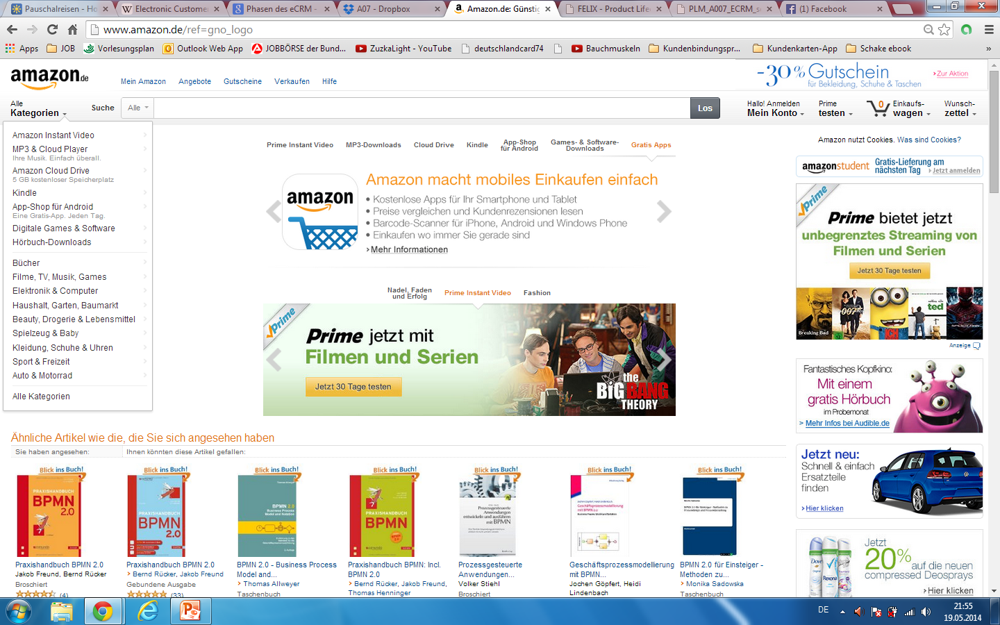 Pauschalreisen - Ho
Electronic Custome
Phasen des eCRM -
A07 - Dropbox
Amazon.de: Günstig
FELIX - Product Life
PLM_A007_ECRM_s
(1) Facebook
www.amazon.de/ref=gno_logo
Apps
JOB
Vorlesungsplan
Outlook Web App
JOBBÖRSE der Bund...
ZuzkaLight - YouTube
deutschlandcard74
Bauchmuskeln
Kundenbindungspr...
Kundenkarten-App
Schake ebook
»
amazon.de
Mein Amazon
Angebote
Gutscheine
Verkaufen
Hilfe
-30% Gutschein
für Bekleidung, Schuhe & Taschen
›Zur Aktion
Alle
Kategorien
Suche
Alle
Los
Hallo! Anmelden
Mein Konto
Prime
testen
0
Einkaufs-
wagen
Wunsch-
zettel
Amazon Instant Video
MP3 & Cloud Player
Ihre Musik. Einfach überall.
Amazon Cloud Drive
5 GB kostenloser Speicherplatz
Kindle
App-Shop für Android
Eine Gratis-App. Jeden Tag.
Digitale Games & Software
Hörbuch-Downloads
Bücher
Filme, TV, Musik, Games
Elektronik & Computer
Haushalt, Garten, Baumarkt
Beauty, Drogerie & Lebensmittel
Spielzeug & Baby
Kleidung, Schuhe & Uhren
Sport & Freizeit
Auto & Motorrad
Alle Kategorien
Prime Instant Video
MP3-Downloads
Cloud Drive
Kindle
App-Shop
für Android
Games- & Software-
Downloads
Gratis Apps
amazon
Amazon macht mobiles Einkaufen einfach
• Kostenlose Apps für Ihr Smartphone und Tablet
• Preise vergleichen und Kundenrezensionen lesen
• Barcode-Scanner für iPhone, Android und Windows Phone
• Einkaufen wo immer Sie gerade sind
›Mehr Informationen
Nadel, Faden
und Erfolg
Prime Instant Video
Fashion
Prime
Prime jetzt mit
Filmen und Serien
Jetzt 30 Tage testen
the
BIG BANG
THEORY
Amazon nutzt Cookies. Was sind Cookies?
amazonstudent
Gratis-Lieferung am
nächsten Tag
›Jetzt anmelden
Prime
Prime bietet jetzt
unbegrenztes Streaming von
Filmen und Serien
Jetzt 30 Tage testen
Breaking Bad
007
ted
Anzeige
Fantastisches Kopfkino:
Mit einem
gratis Hörbuch
im Probemonat
> Mehr Infos bei Audible.de
Jetzt neu:
Schnell & einfach
Ersatzteile
finden
›Hier klicken
Dove
Rexona
Jetzt
20%
auf die neuen
compressed Deosprays
›Hier klicken
Ähnliche Artikel wie die, die Sie sich angesehen haben
Sie haben angesehen:
Ihnen könnten diese Artikel gefallen:
Blick ins Buch!
PRAXISHANDBUCH
BPMN
2.0
Praxishandbuch BPMN 2.0
Jakob Freund, Bernd Rücker
Broschiert
(4)
Blick ins Buch!
PRAXISHANDBUCH
BPMN
2.0
Praxishandbuch BPMN 2.0
› Bernd Rücker, Jakob Freund
Gebundene Ausgabe
(33)
Blick ins Buch!
BPMN 2.0
Business Process
Model and Notation
BPMN 2.0 - Business Process
Model and...
› Thomas Allweyer
Taschenbuch
Blick ins Buch!
PRAXISHANDBUCH
BPMN
Praxishandbuch BPMN: Incl.
BPMN 2.0
› Bernd Rücker, Jakob Freund,
Thomas Henninger
Blick ins Buch!
Prozessgesteuerte
Anwendungen
entwickeln und ausführen
mit BPMN
Prozessgesteuerte
Anwendungen...
Volker Stiehl
Broschiert
Blick ins Buch!
Geschäftsprozessmodellierung
mit BPMN 2.0
Geschäftsprozessmodellierung
mit BPMN...
Jochen Göpfert, Heidi
Lindenbach
Blick ins Buch!
BPMN 2.0 für Einsteiger -
Methoden zu...
› Monika Sadowska
Taschenbuch
DE
21:55
19.05.2014